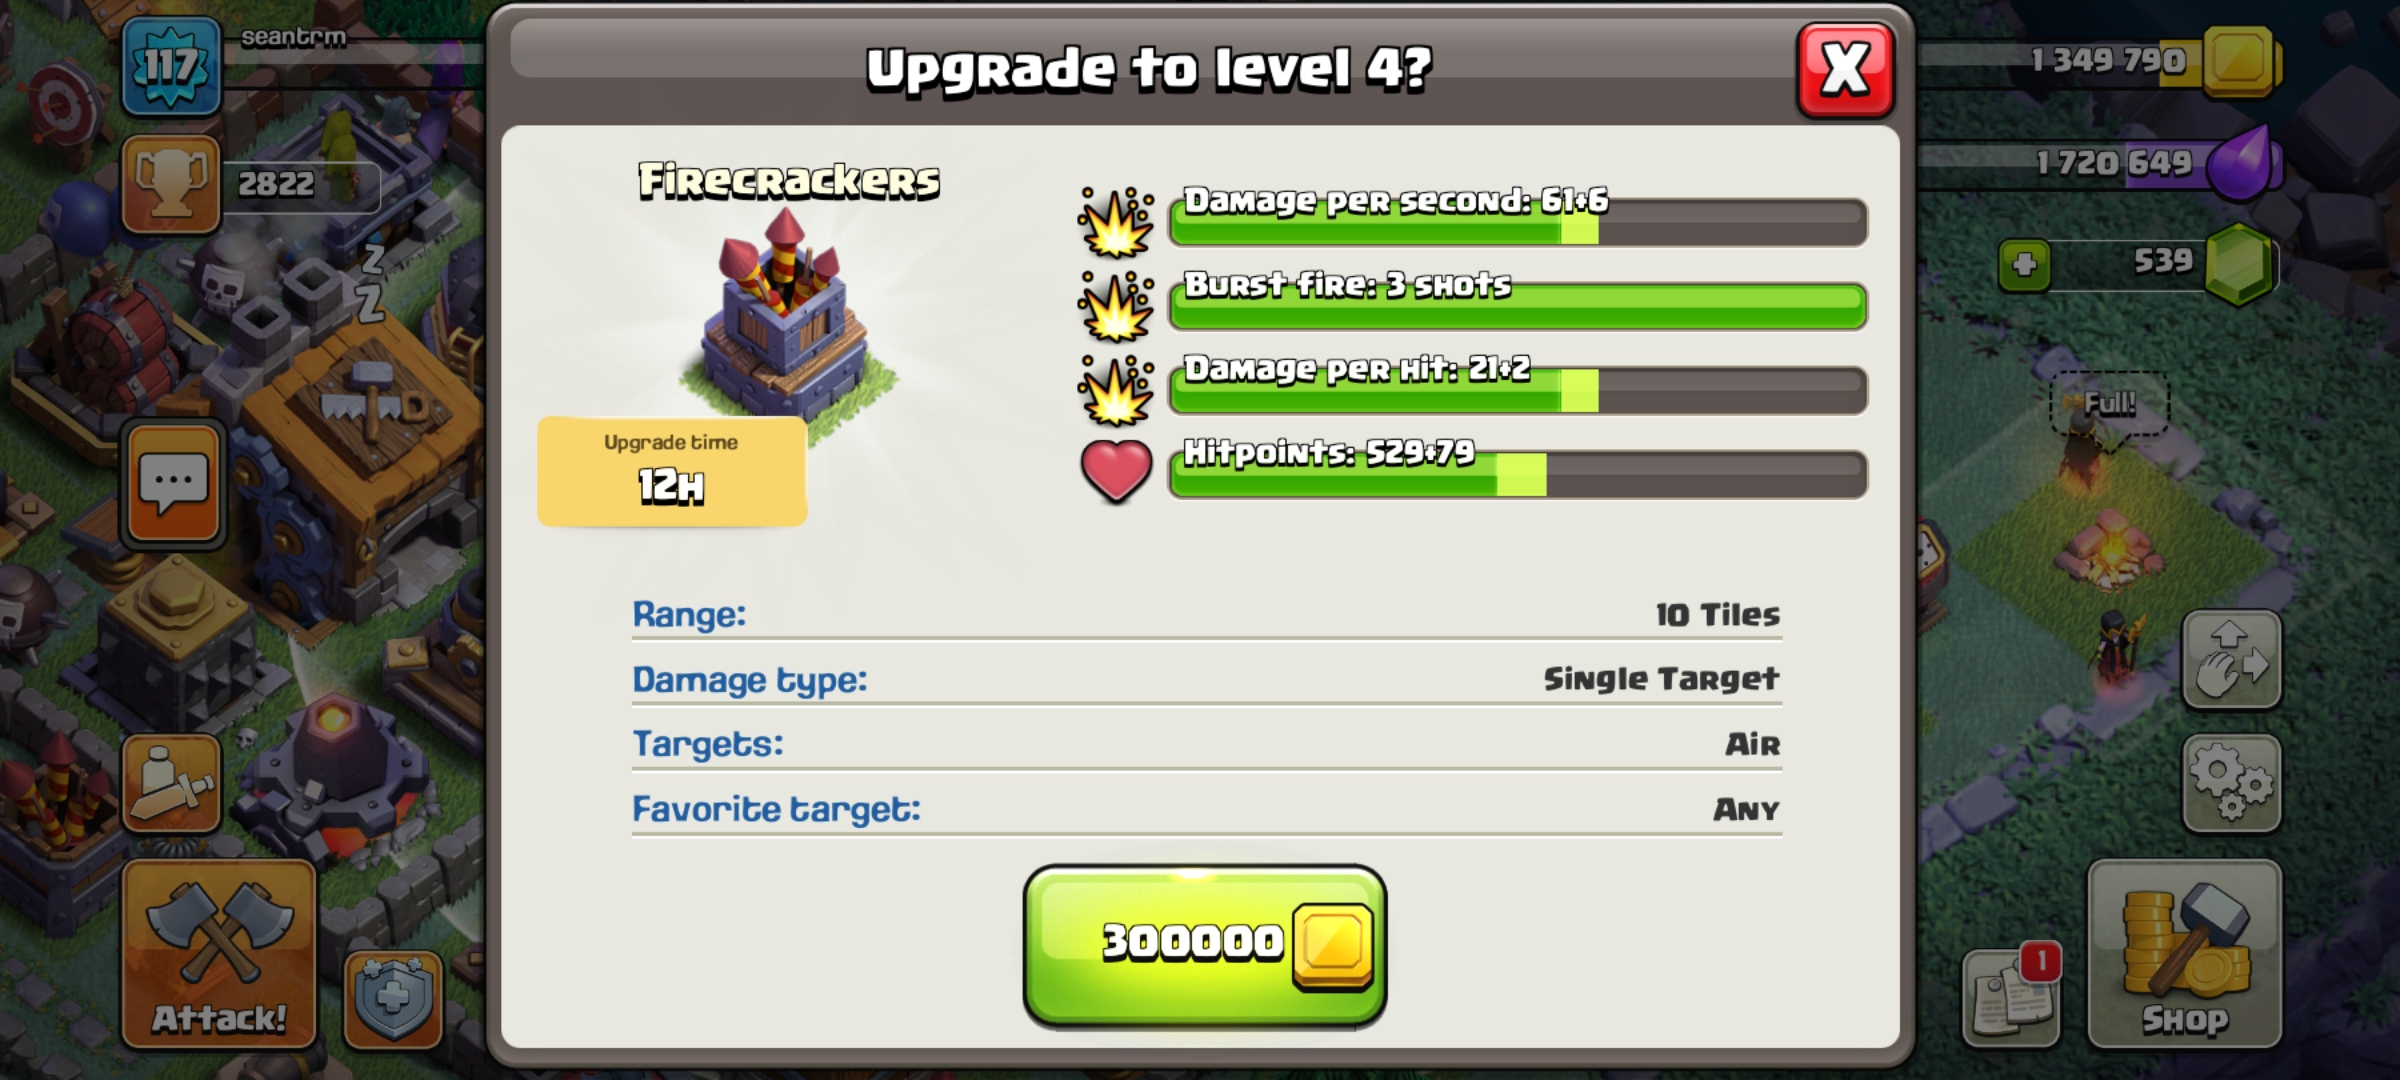 117
seantrm
2822
Z
Z
Upgrade to level 4?
X
1 349 790
1 720 649
539
Full!
Firecrackers
Upgrade time
12H
Damage per second: 61+6
Burst fire: 3 shots
Damage per hit: 21+2
Hitpoints: 529+79
Range: 10 Tiles
Damage type: Single Target
Targets: Air
Favorite target: Any
300000
Attack!
1
Shop